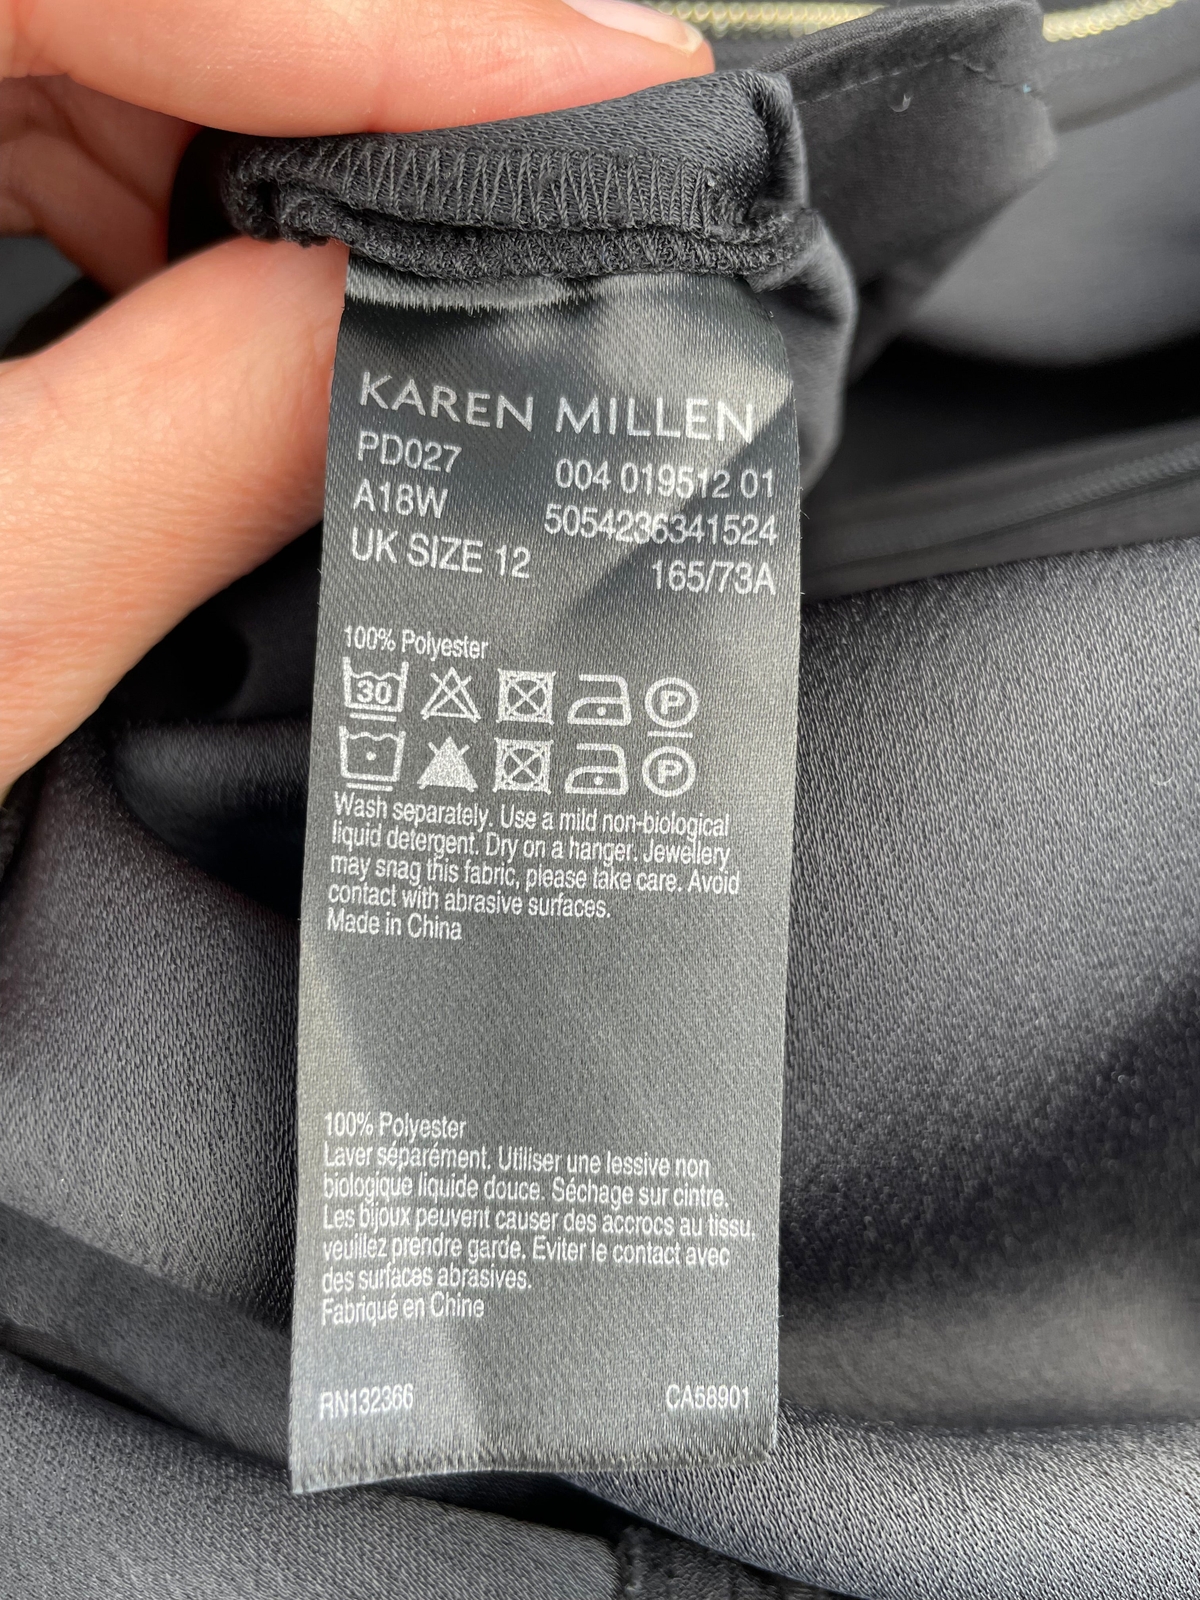 KAREN MILLEN
PD027 004 019512 01
A18W 5054236341524
UK SIZE 12 165/73A
100% Polyester
30 P
P
Wash separately. Use a mild non-biological
liquid detergent. Dry on a hanger. Jewellery
may snag this fabric, please take care. Avoid
contact with abrasive surfaces.
Made in China
100% Polyester
Laver séparément. Utiliser une lessive non
biologique liquide douce. Séchage sur cintre.
Les bijoux peuvent causer des accrocs au tissu,
veuillez prendre garde. Eviter le contact avec
des surfaces abrasives.
Fabriqué en Chine
RN132366 CA58901